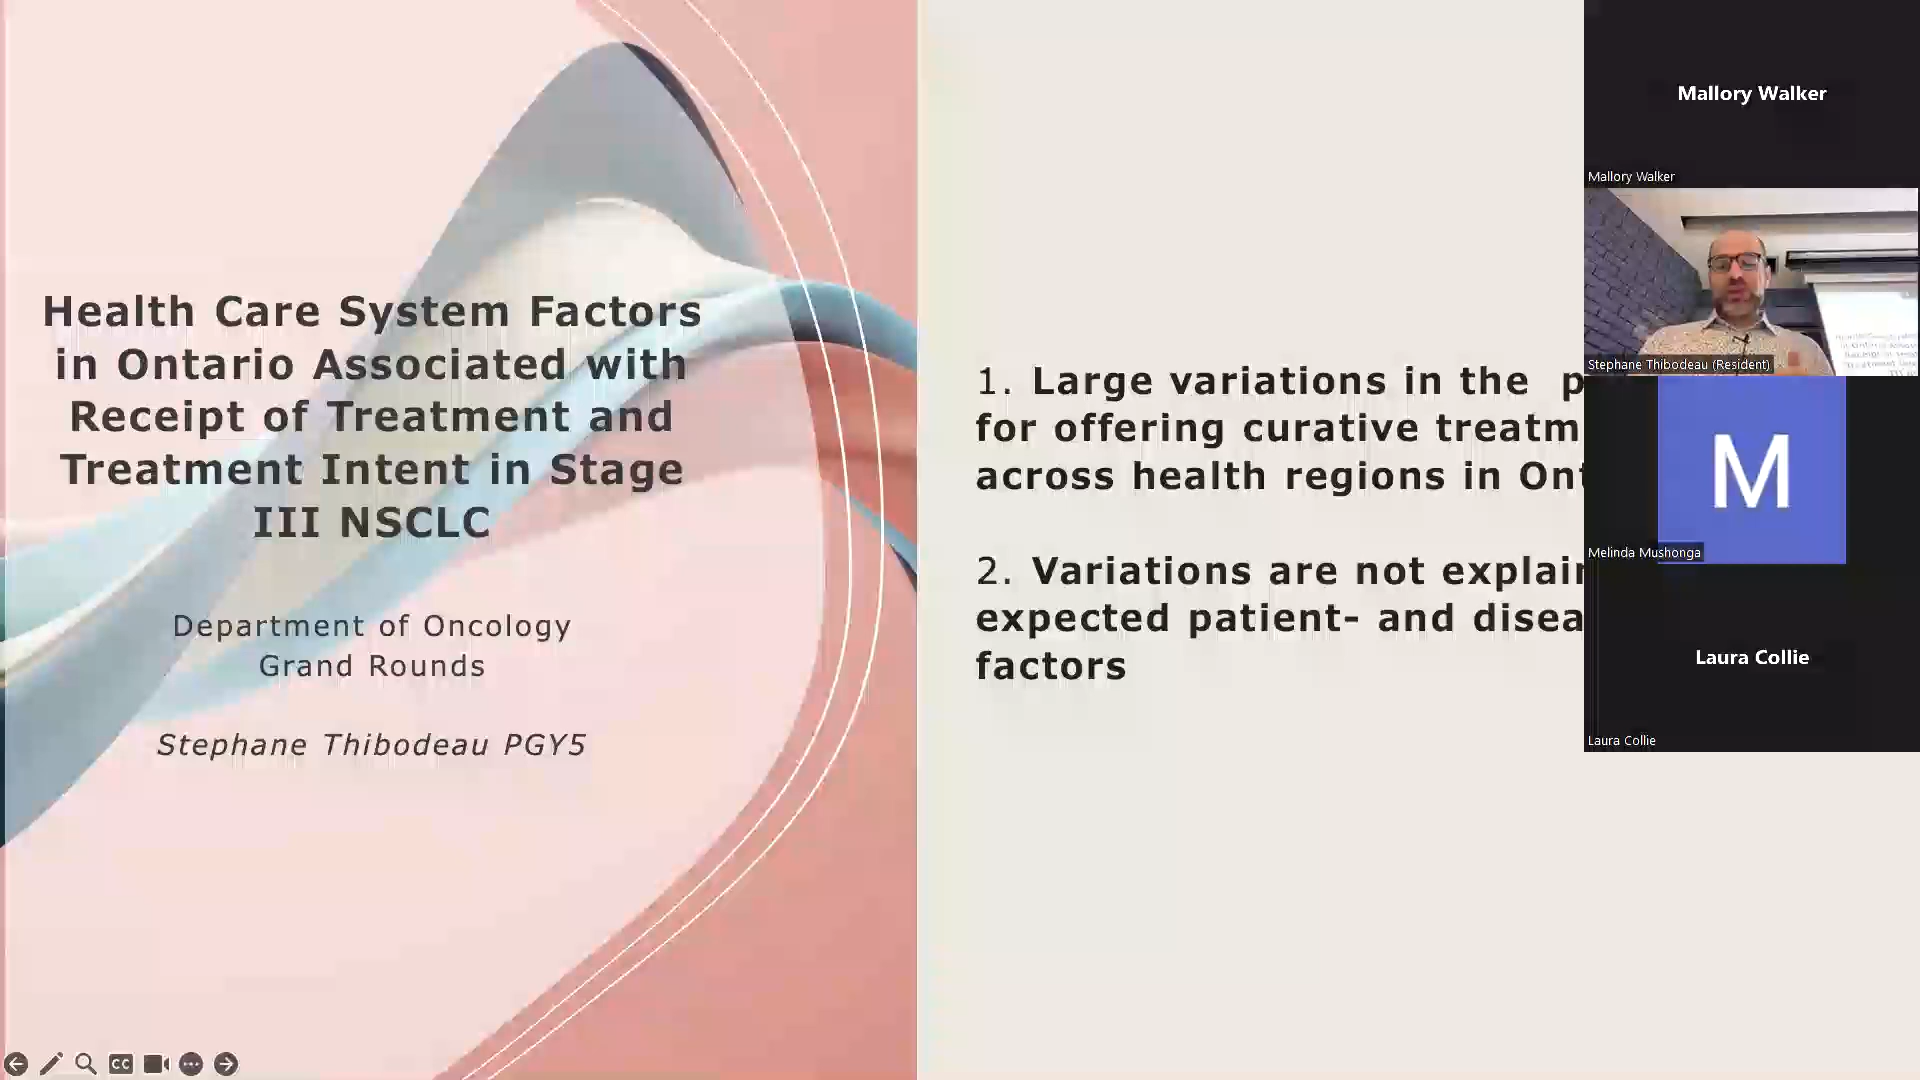 Health Care System Factors
in Ontario Associated with
Receipt of Treatment and
Treatment Intent in Stage
III NSCLC
Department of Oncology
Grand Rounds
Stephane Thibodeau PGY5
1. Large variations in the
for offering curative
across health regions in
2. Variations are not
expected patient- and
factors
Mallory Walker
Mallory Walker
Stephane Thibodeau (Resident)
M
Melinda Mushonga
Laura Collie
Laura Collie
CC